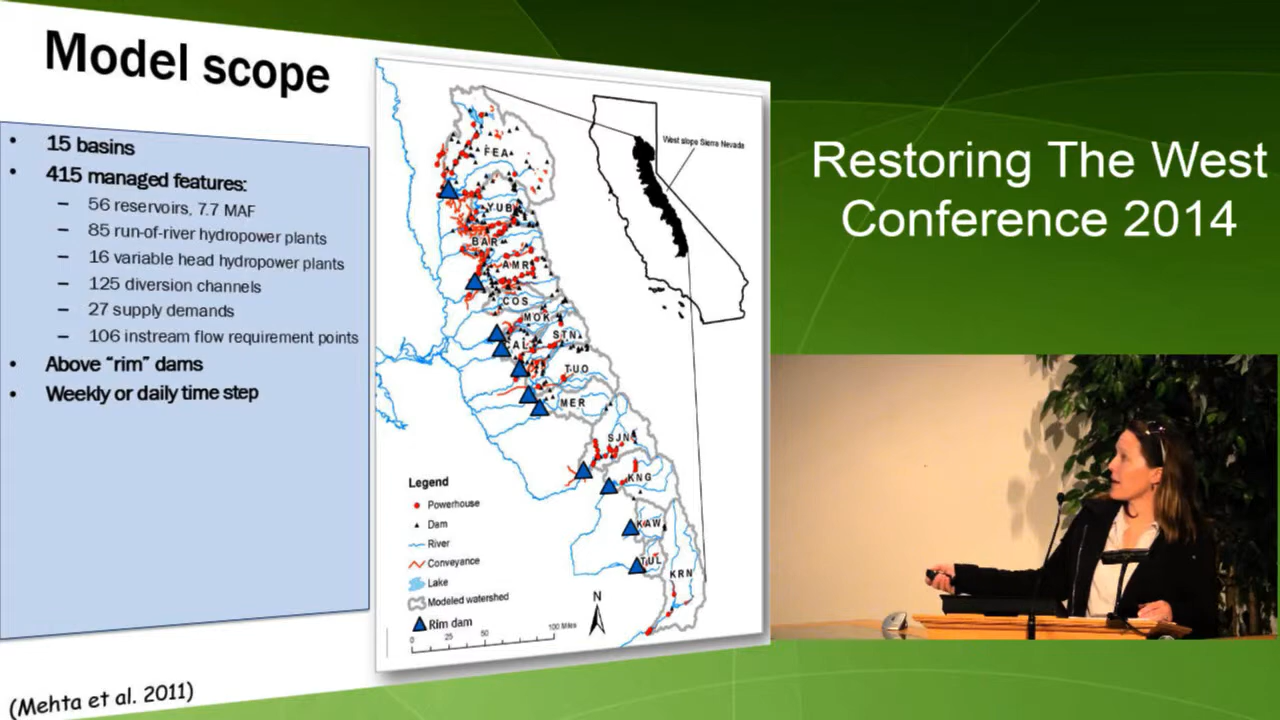 Model scope
• 15 basins
• 415 managed features:
– 56 reservoirs, 7.7 MAF
– 85 run-of-river hydropower plants
– 16 variable head hydropower plants
– 125 diversion channels
– 27 supply demands
– 106 instream flow requirement points
• Above “rim” dams
• Weekly or daily time step
(Mehta et al. 2011)
West slope Sierra Nevada
FEA
YUB
BAR
AMR
COS
MOK
STN
CAL
TUO
MER
SJN
KNG
KAW
TUL
KRN
Legend
Powerhouse
Dam
River
Conveyance
Lake
Modeled watershed
Rim dam
N
0 25 50 100 Miles
Restoring The West
Conference 2014